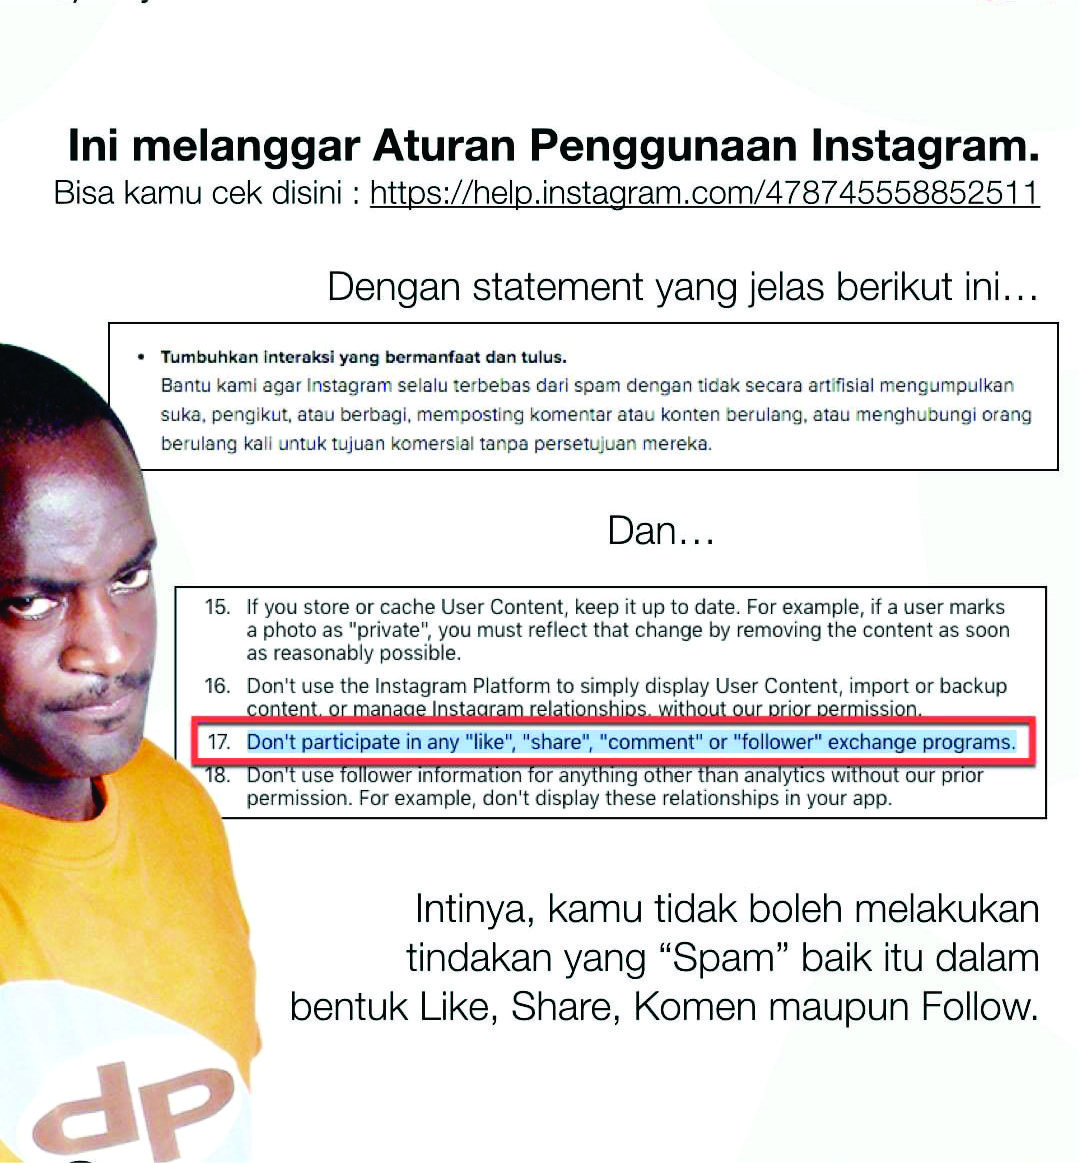 Ini melanggar Aturan Penggunaan Instagram.
Bisa kamu cek disini : https://help.instagram.com/478745558852511
Dengan statement yang jelas berikut ini…
• Tumbuhkan interaksi yang bermanfaat dan tulus.
Bantu kami agar Instagram selalu terbebas dari spam dengan tidak secara artifisial mengumpulkan
suka, pengikut, atau berbagi, memposting komentar atau konten berulang, atau menghubungi orang
berulang kali untuk tujuan komersial tanpa persetujuan mereka.
Dan…
15. If you store or cache User Content, keep it up to date. For example, if a user marks
a photo as "private", you must reflect that change by removing the content as soon
as reasonably possible.
16. Don't use the Instagram Platform to simply display User Content, import or backup
content, or manage Instagram relationships, without our prior permission.
17. Don't participate in any "like", "share", "comment" or "follower" exchange programs.
18. Don't use follower information for anything other than analytics without our prior
permission. For example, don't display these relationships in your app.
Intinya, kamu tidak boleh melakukan
tindakan yang “Spam” baik itu dalam
bentuk Like, Share, Komen maupun Follow.
dp